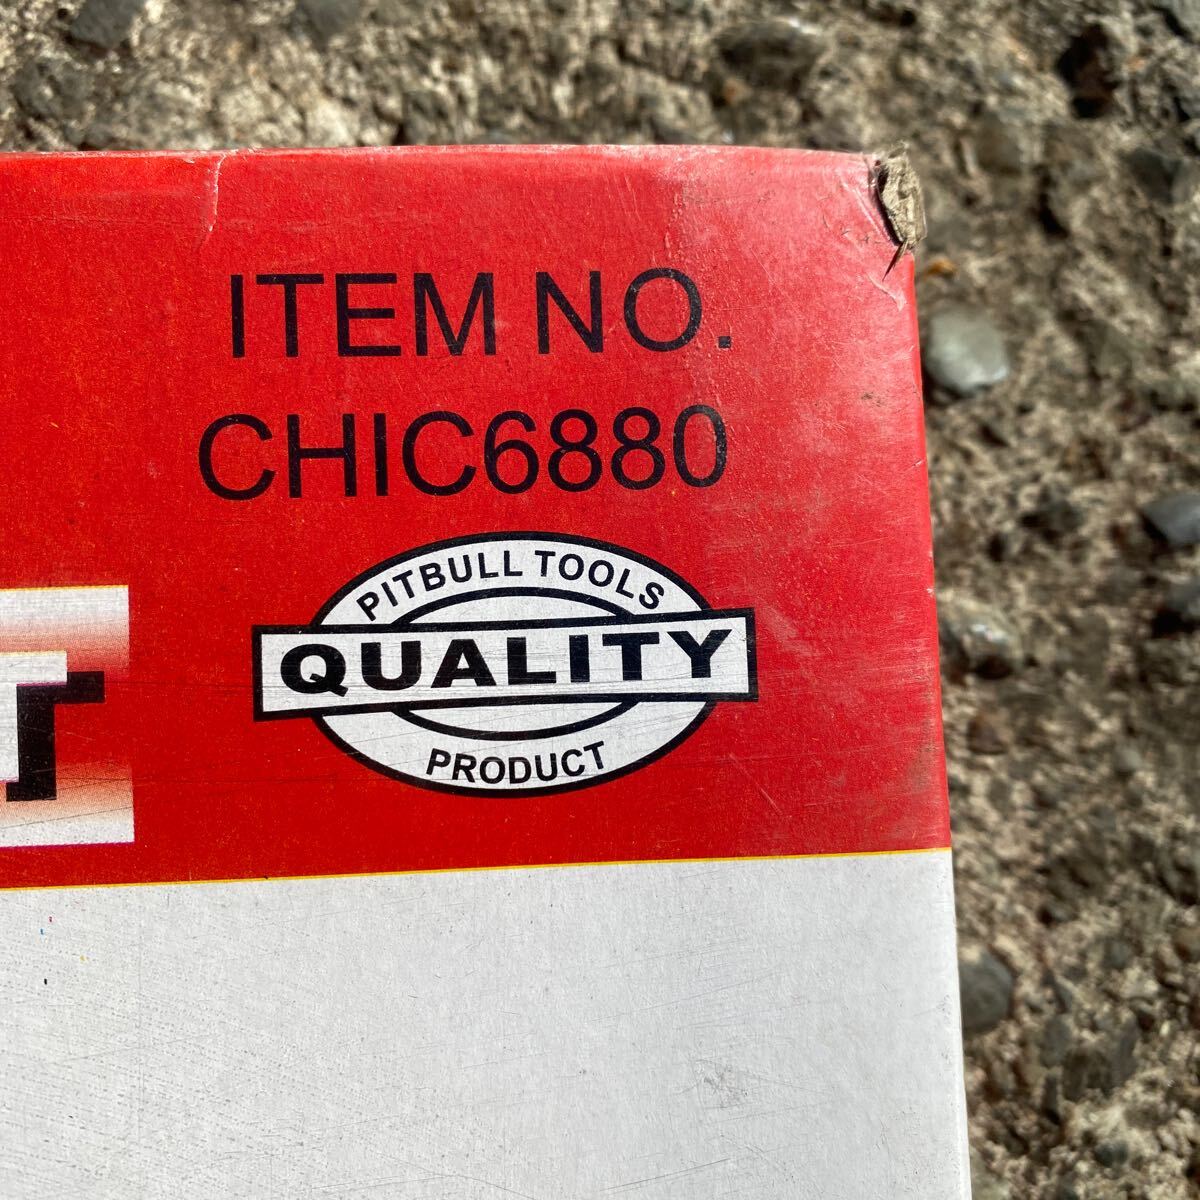 ITEM NO.
CHIC6880
PITBULL TOOLS
QUALITY
PRODUCT
T